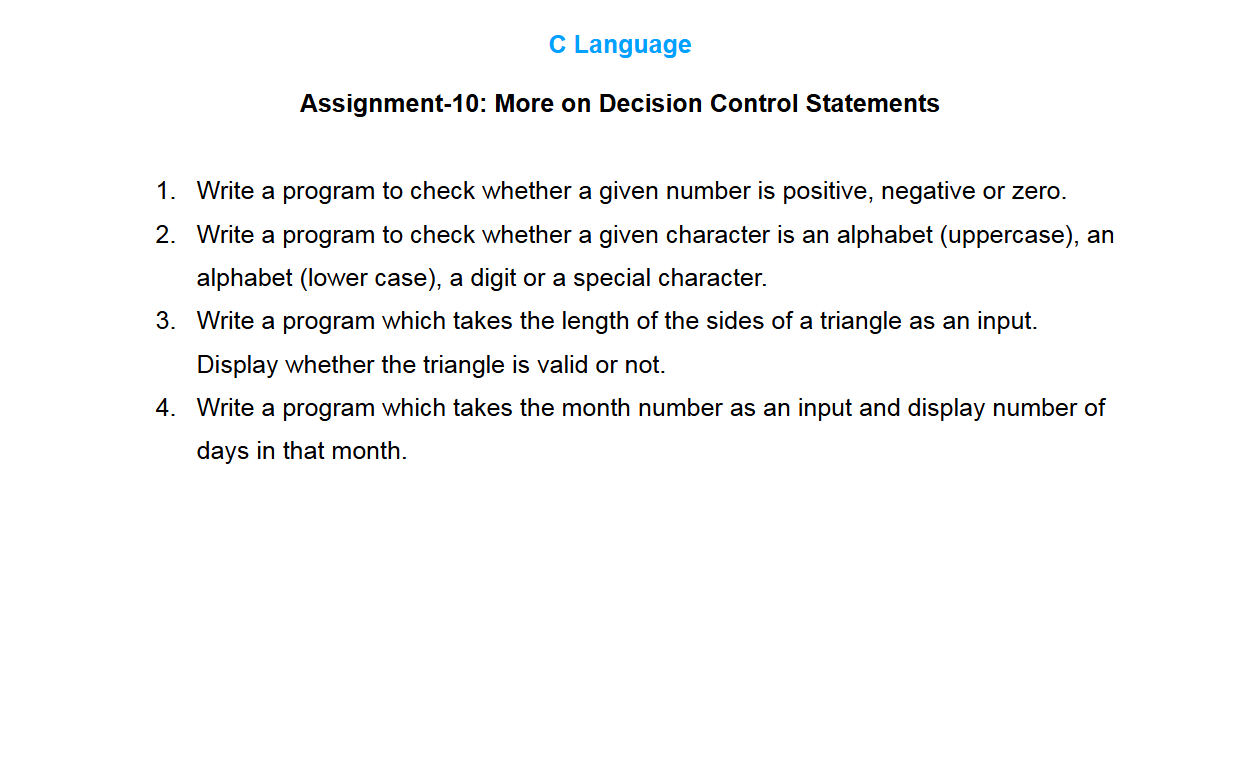 C Language
Assignment-10: More on Decision Control Statements
1. Write a program to check whether a given number is positive, negative or zero.
2. Write a program to check whether a given character is an alphabet (uppercase), an
alphabet (lower case), a digit or a special character.
3. Write a program which takes the length of the sides of a triangle as an input.
Display whether the triangle is valid or not.
4. Write a program which takes the month number as an input and display number of
days in that month.